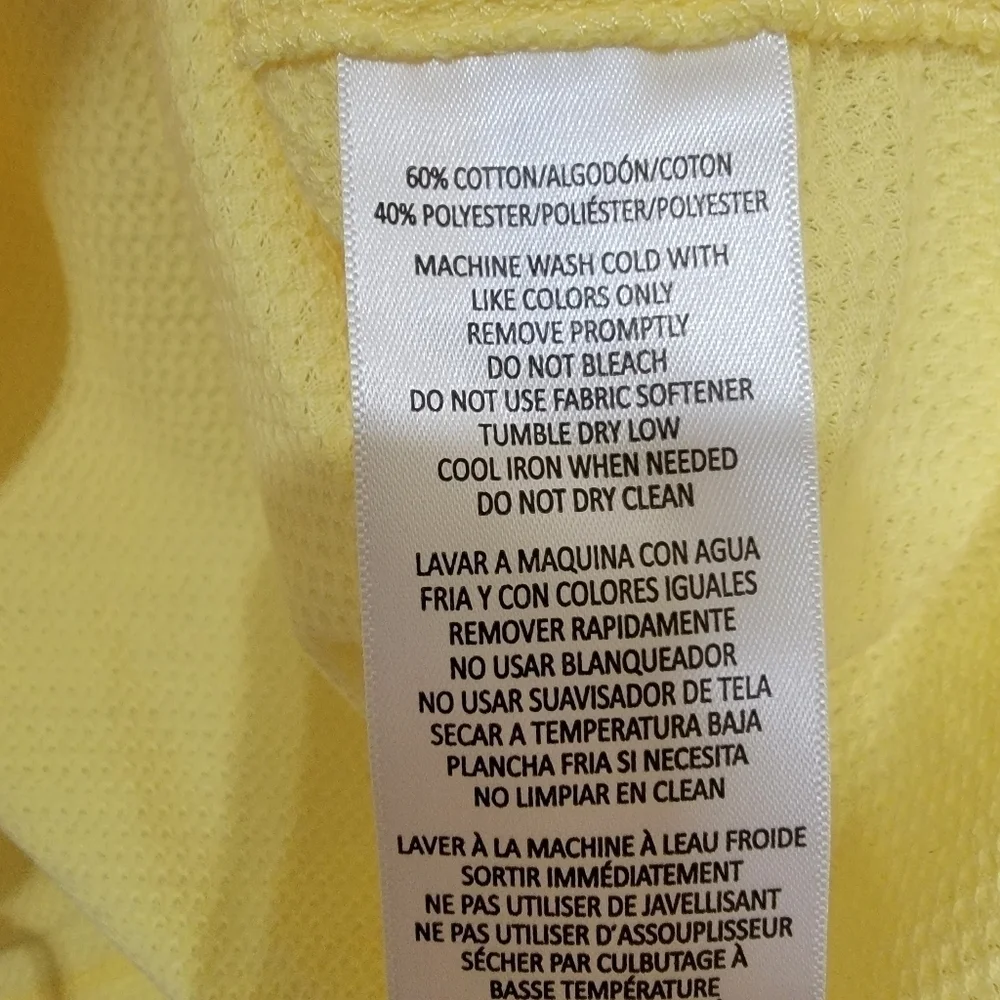 60% COTTON/ALGODÓN/COTON
40% POLYESTER/POLIÉSTER/POLYESTER
MACHINE WASH COLD WITH
LIKE COLORS ONLY
REMOVE PROMPTLY
DO NOT BLEACH
DO NOT USE FABRIC SOFTENER
TUMBLE DRY LOW
COOL IRON WHEN NEEDED
DO NOT DRY CLEAN
LAVAR A MAQUINA CON AGUA
FRIA Y CON COLORES IGUALES
REMOVER RAPIDAMENTE
NO USAR BLANQUEADOR
NO USAR SUAVISADOR DE TELA
SECAR A TEMPERATURA BAJA
PLANCHA FRIA SI NECESITA
NO LIMPIAR EN CLEAN
LAVER À LA MACHINE À LEAU FROIDE
SORTIR IMMÉDIATEMENT
NE PAS UTILISER DE JAVELLISANT
NE PAS UTILISER D'ASSOUPLISSEUR
SÉCHER PAR CULBUTAGE À
BASSE TEMPÉRATURE